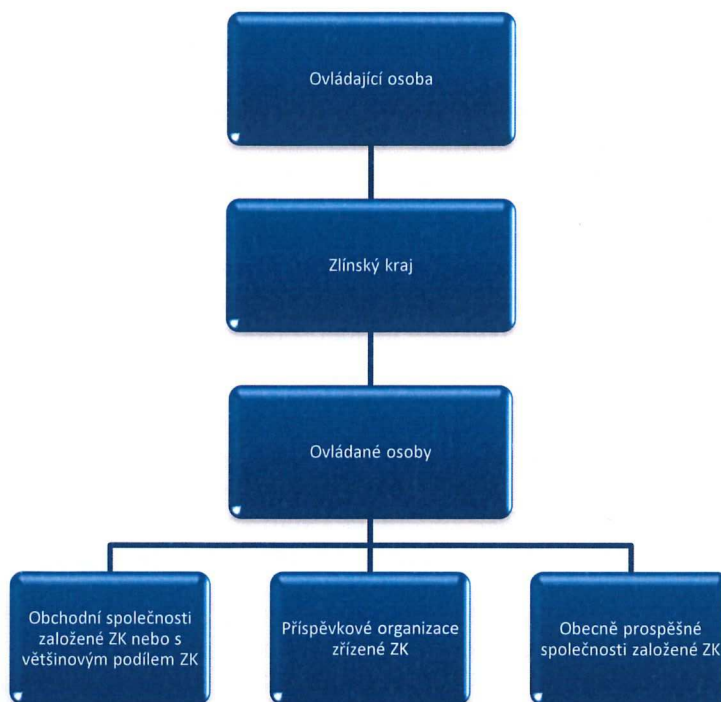 Ovládající osoba
Zlínský kraj
Ovládané osoby
Obchodní společnosti
založené ZK nebo s
většinovým podílem ZK
Příspěvkové organizace
zřízené ZK
Obecně prospěšné
společnosti založené ZK